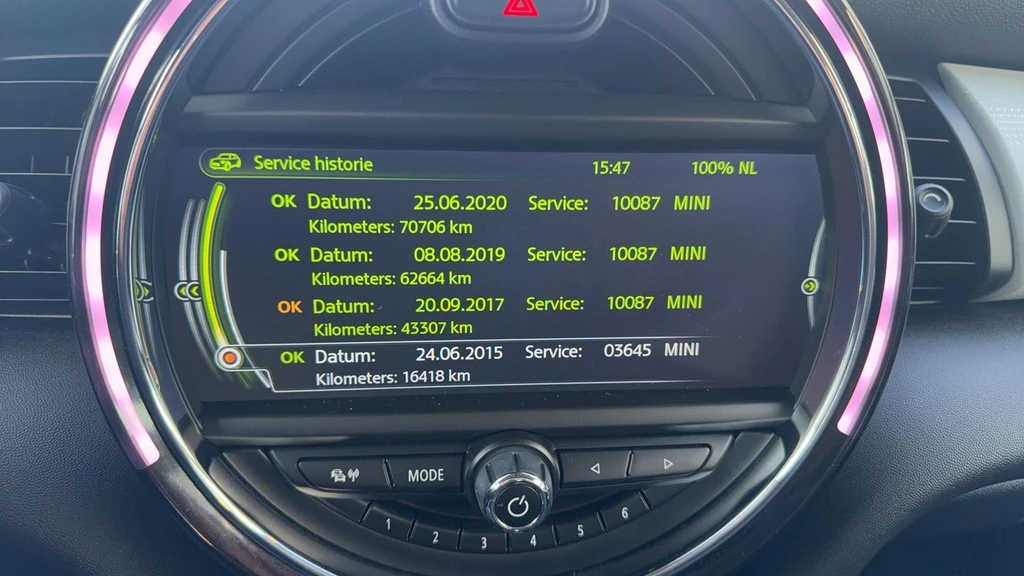 Service historie 15:47 100% NL
OK Datum: 25.06.2020 Service: 10087 MINI
Kilometers: 70706 km
OK Datum: 08.08.2019 Service: 10087 MINI
Kilometers: 62664 km
OK Datum: 20.09.2017 Service: 10087 MINI
Kilometers: 43307 km
OK Datum: 24.06.2015 Service: 03645 MINI
Kilometers: 16418 km
MODE
1 2 3 4 5 6